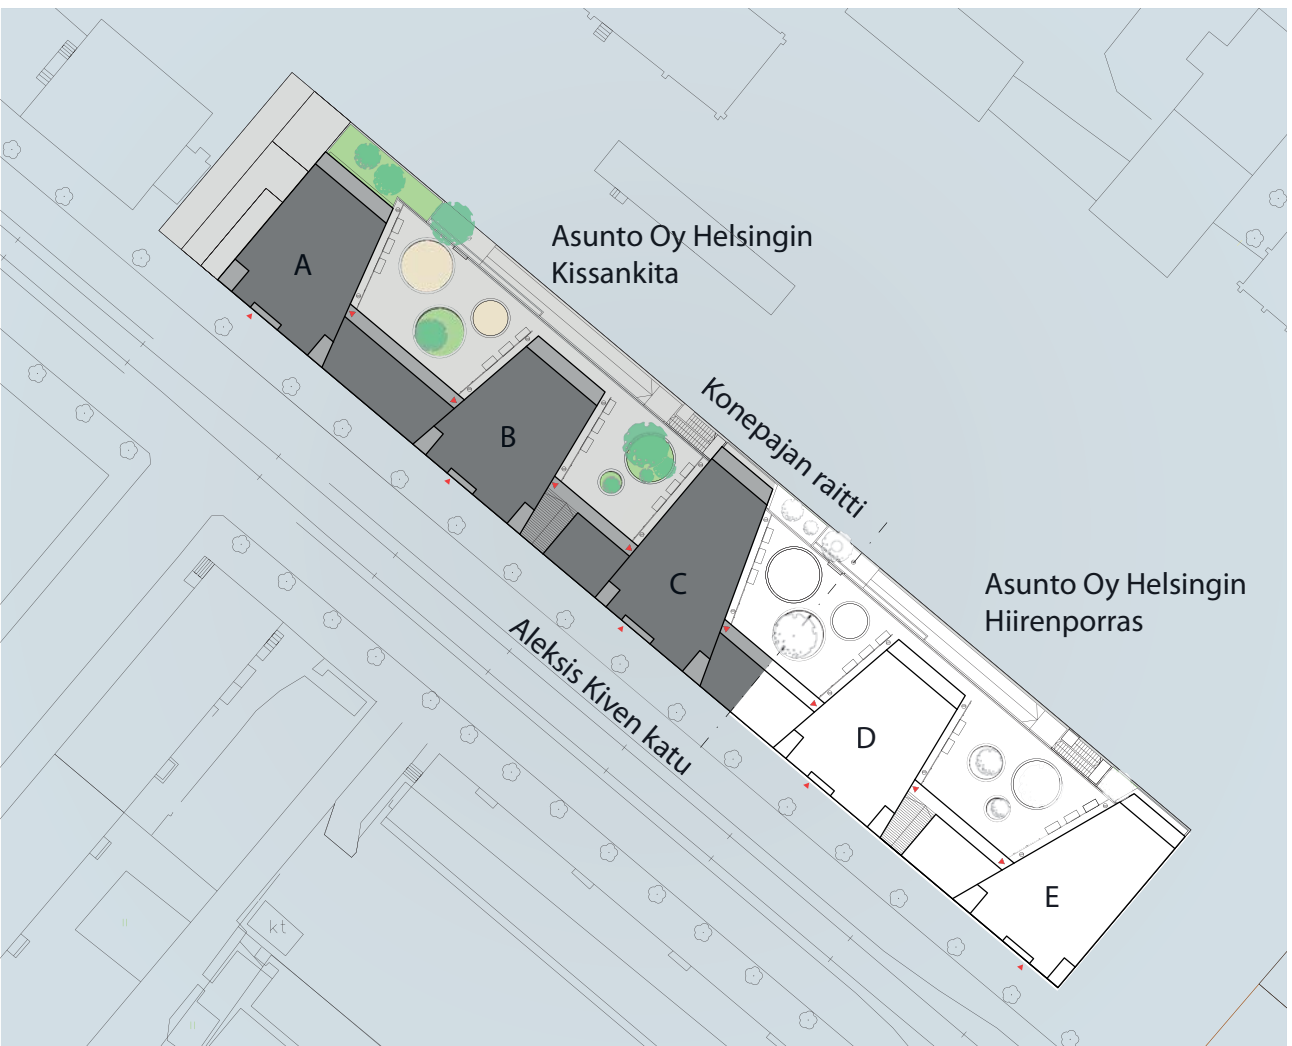 Asunto Oy Helsingin
Kissankita
A
B
Konepajan raitti
C
Asunto Oy Helsingin
Hiirenporras
Aleksis Kiven katu
D
E
kt